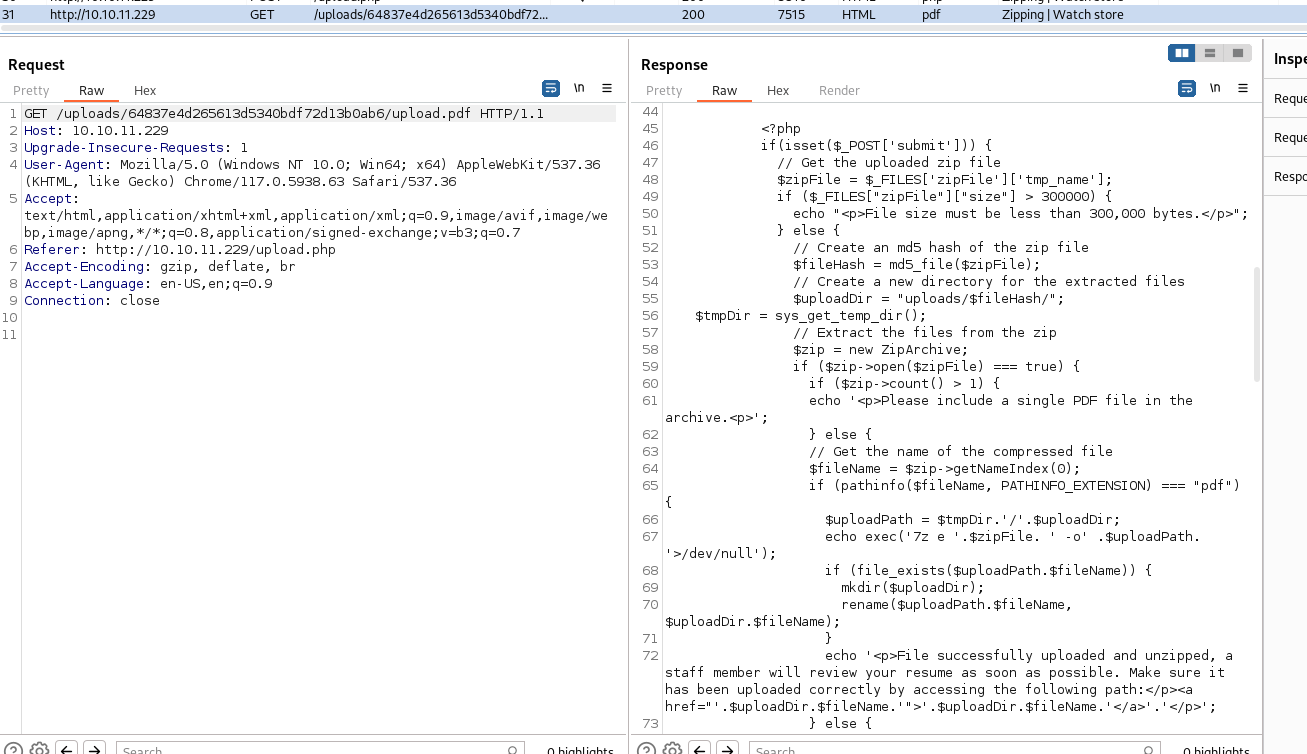 31 http://10.10.11.229 GET /uploads/64837e4d265613d5340bdf72... 200 7515 HTML pdf Zipping | Watch store
Request
Pretty Raw Hex
\n
1 GET /uploads/64837e4d265613d5340bdf72d13b0ab6/upload.pdf HTTP/1.1
2 Host: 10.10.11.229
3 Upgrade-Insecure-Requests: 1
4 User-Agent: Mozilla/5.0 (Windows NT 10.0; Win64; x64) AppleWebKit/537.36
(KHTML, like Gecko) Chrome/117.0.5938.63 Safari/537.36
5 Accept:
text/html,application/xhtml+xml,application/xml;q=0.9,image/avif,image/we
bp,image/apng,*/*;q=0.8,application/signed-exchange;v=b3;q=0.7
6 Referer: http://10.10.11.229/upload.php
7 Accept-Encoding: gzip, deflate, br
8 Accept-Language: en-US,en;q=0.9
9 Connection: close
10
11
Search
0 highlights
Response
Pretty Raw Hex Render
\n
44
45 <?php
46 if(isset($_POST['submit'])) {
47 // Get the uploaded zip file
48 $zipFile = $_FILES['zipFile']['tmp_name'];
49 if ($_FILES["zipFile"]["size"] > 300000) {
50 echo "<p>File size must be less than 300,000 bytes.</p>";
51 } else {
52 // Create an md5 hash of the zip file
53 $fileHash = md5_file($zipFile);
54 // Create a new directory for the extracted files
55 $uploadDir = "uploads/$fileHash/";
56 $tmpDir = sys_get_temp_dir();
57 // Extract the files from the zip
58 $zip = new ZipArchive;
59 if ($zip->open($zipFile) === true) {
60 if ($zip->count() > 1) {
61 echo '<p>Please include a single PDF file in the
archive.<p>';
62 } else {
63 // Get the name of the compressed file
64 $fileName = $zip->getNameIndex(0);
65 if (pathinfo($fileName, PATHINFO_EXTENSION) === "pdf")
{
66 $uploadPath = $tmpDir.'/'.$uploadDir;
67 echo exec('7z e '.$zipFile. ' -o' .$uploadPath.
'>/dev/null');
68 if (file_exists($uploadPath.$fileName)) {
69 mkdir($uploadDir);
70 rename($uploadPath.$fileName,
$uploadDir.$fileName);
71 }
72 echo '<p>File successfully uploaded and unzipped, a
staff member will review your resume as soon as possible. Make sure it
has been uploaded correctly by accessing the following path:</p><a
href="'.$uploadDir.$fileName.'">'.$uploadDir.$fileName.'</a>'.'</p>';
73 } else {
Search
0 highlights
Inspe
Reque
Reque
Respo